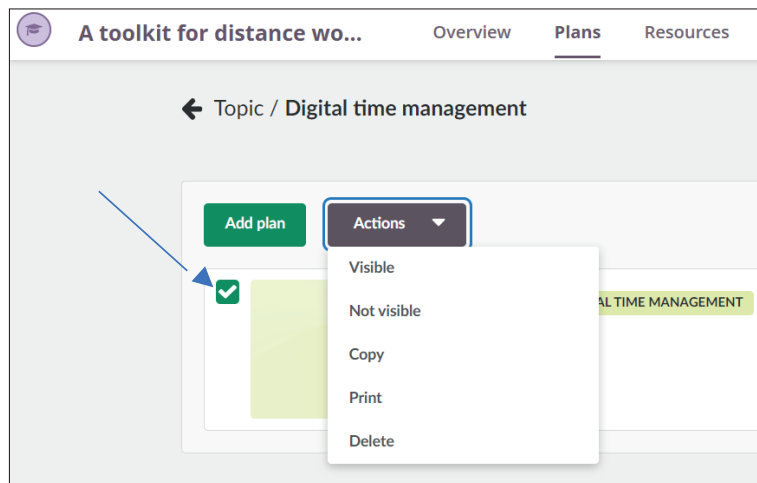 A toolkit for distance wo... Overview Plans Resources
Topic / Digital time management
Add plan Actions
Visible
Not visible
AL TIME MANAGEMENT
Copy
Print
Delete